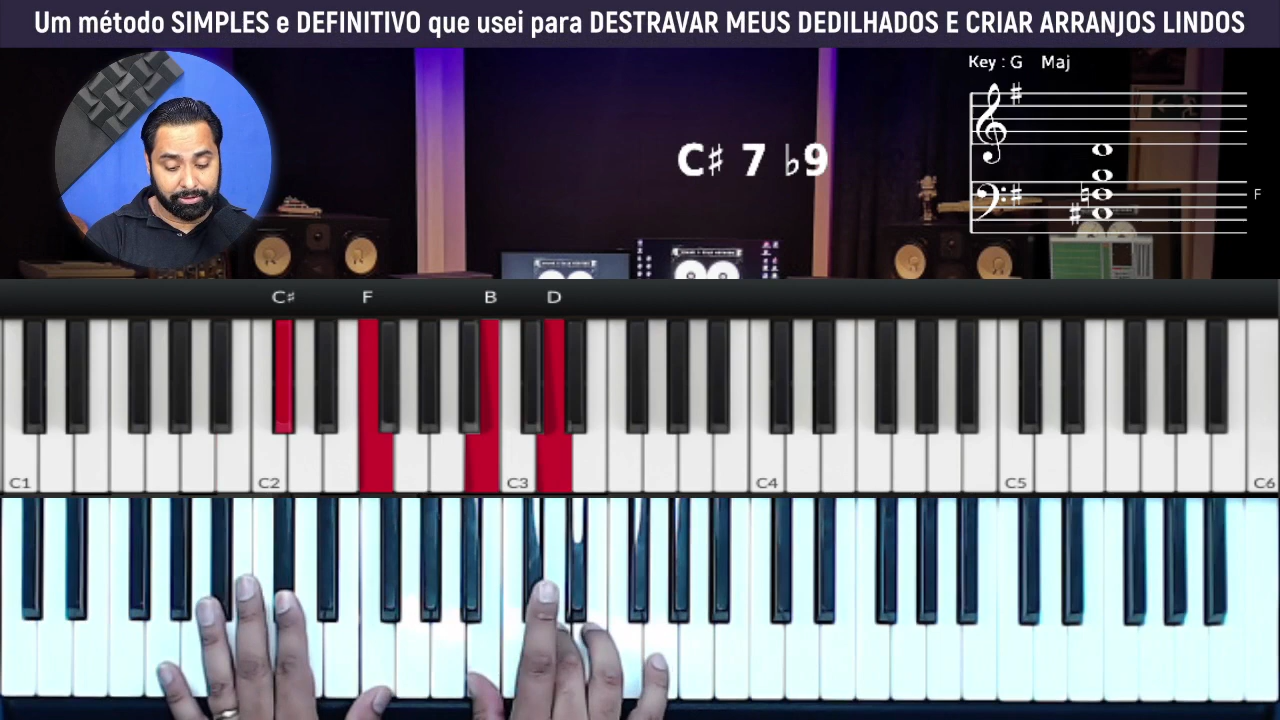 Um método SIMPLES e DEFINITIVO que usei para DESTRAVAR MEUS DEDILHADOS E CRIAR ARRANJOS LINDOS
Key : G Maj
C♯ 7 ♭9
F
C♯ F B D
C1 C2 C3 C4 C5 C6